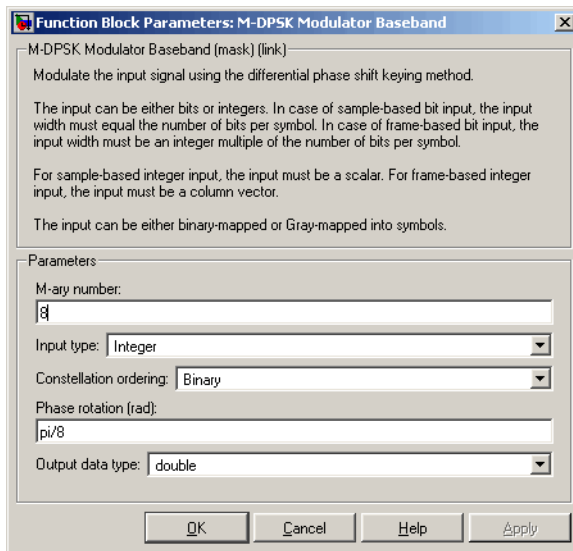 Function Block Parameters: M-DPSK Modulator Baseband
M-DPSK Modulator Baseband (mask) (link)
Modulate the input signal using the differential phase shift keying method.
The input can be either bits or integers. In case of sample-based bit input, the input
width must equal the number of bits per symbol. In case of frame-based bit input, the
input width must be an integer multiple of the number of bits per symbol.
For sample-based integer input, the input must be a scalar. For frame-based integer
input, the input must be a column vector.
The input can be either binary-mapped or Gray-mapped into symbols.
Parameters
M-ary number:
8
Input type: Integer
Constellation ordering: Binary
Phase rotation (rad):
pi/8
Output data type: double
OK Cancel Help Apply